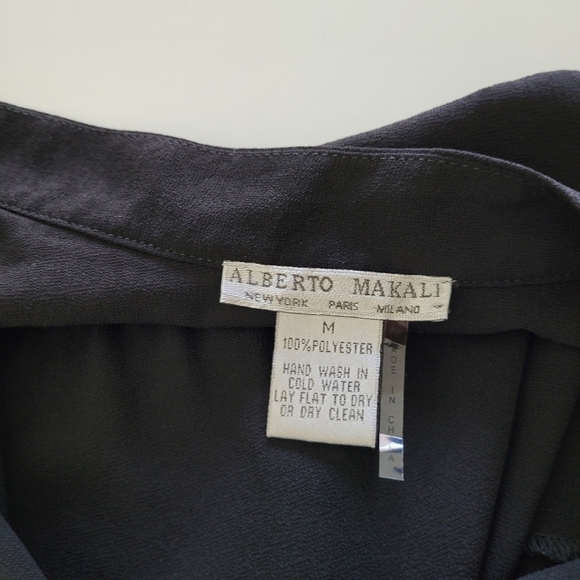 ALBERTO MAKALI
NEW YORK PARIS MILANO
M
100% POLYESTER
HAND WASH IN
COLD WATER
LAY FLAT TO DRY
OR DRY CLEAN
MADE IN CHINA